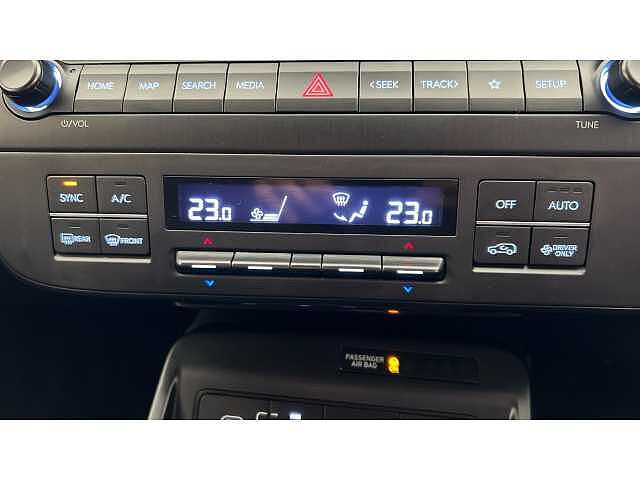 HOME MAP SEARCH MEDIA <SEEK TRACK> SETUP
⏻/VOL TUNE
SYNC A/C 23.0 23.0 OFF AUTO
REAR FRONT DRIVER ONLY
PASSENGER
AIR BAG